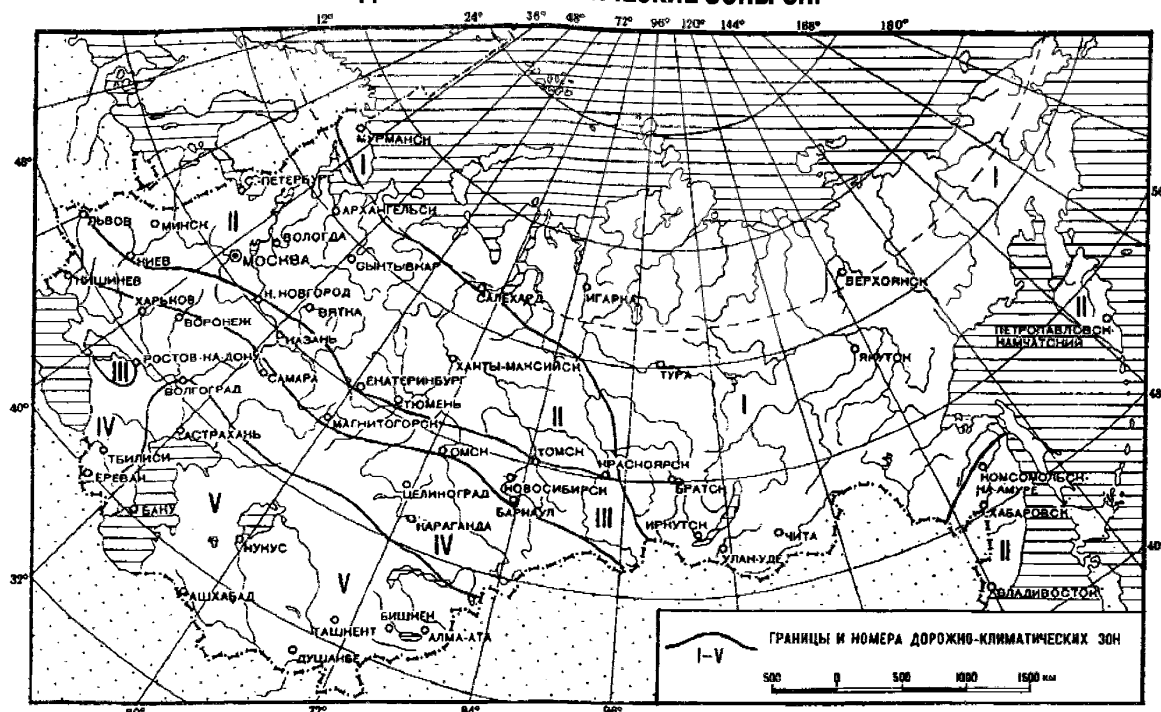 12° 24° 36° 48° 72° 96° 120° 144° 168° 180°
48°
МУРМАНСК
I
I
С.-ПЕТЕРБУРГ
АРХАНГЕЛЬСК
ЛЬВОВ
МИНСК
II
ВОЛОГДА
КИЕВ
МОСКВА
СЫКТЫВКАР
КИШИНЕВ
САЛЕХАРД
ИГАРКА
ВЕРХОЯНСК
ХАРЬКОВ
Н.НОВГОРОД
ВЯТКА
ВОРОНЕЖ
II
ПЕТРОПАВЛОВСК-
КАМЧАТСКИЙ
КАЗАНЬ
ЯКУТСК
РОСТОВ-НА-ДОН
ХАНТЫ-МАНСИЙСК
ТУРА
III
ВОЛГОГРАД
САМАРА
ЕКАТЕРИНБУРГ
ТЮМЕНЬ
I
48°
40°
МАГНИТОГОРСК
II
IV
АСТРАХАНЬ
ТБИЛИСИ
ОМСК
ТОМСК
КРАСНОЯРСК
ЕРЕВАН
КОМСОМОЛЬСК-
НА-АМУРЕ
ЦЕЛИНОГРАД
НОВОСИБИРСК
БРАТСК
БАКУ
V
БАРНАУЛ
III
ХАБАРОВСК
КАРАГАНДА
ИРКУТСК
ЧИТА
НУКУС
IV
УЛАН-УДЕ
II
40°
32°
АШХАБАД
V
ВЛАДИВОСТОК
БИШКЕК
ТАШКЕНТ
АЛМА-АТА
ДУШАНБЕ
ГРАНИЦЫ И НОМЕРА ДОРОЖНО-КЛИМАТИЧЕСКИХ ЗОН
I–V
500 0 500 1000 1500 км